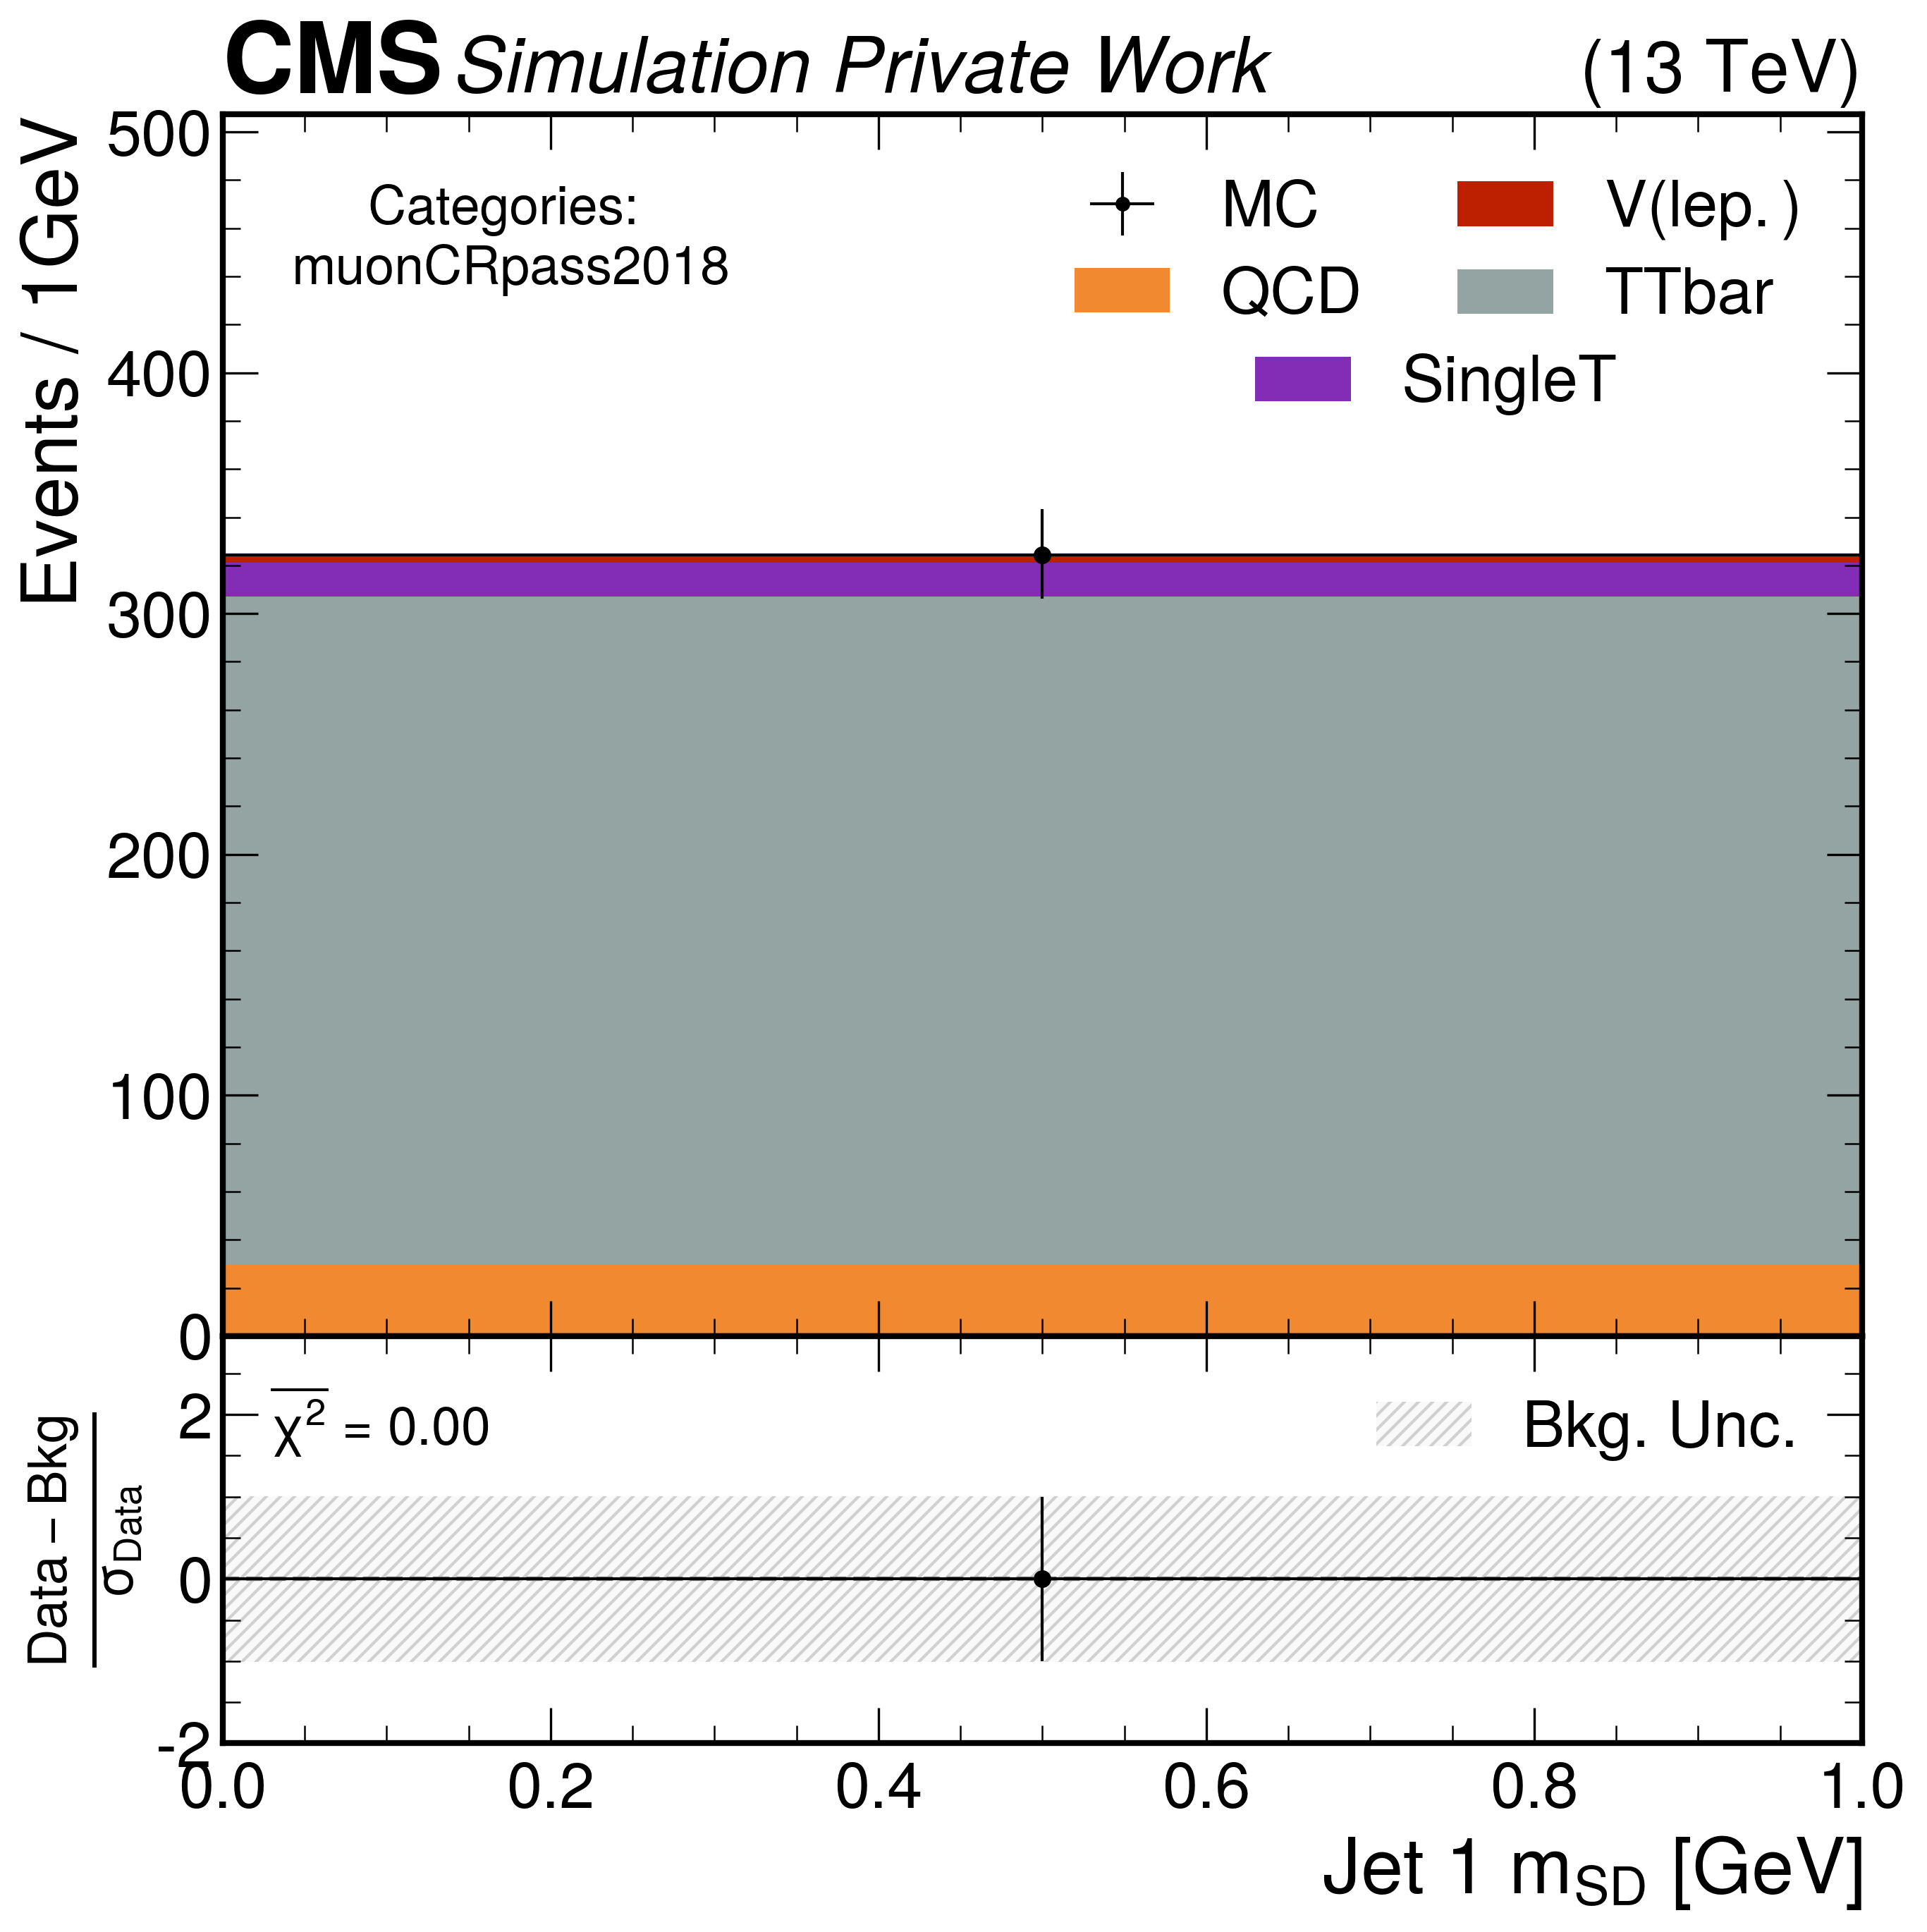 CMS Simulation Private Work (13 TeV)
Events / 1 GeV
500
400
300
200
100
0
Categories:
muonCRpass2018
MC V(lep.)
QCD TTbar
SingleT
Data – Bkg
σData
2
0
-2
χ² = 0.00
Bkg. Unc.
0.0 0.2 0.4 0.6 0.8 1.0
Jet 1 mSD [GeV]